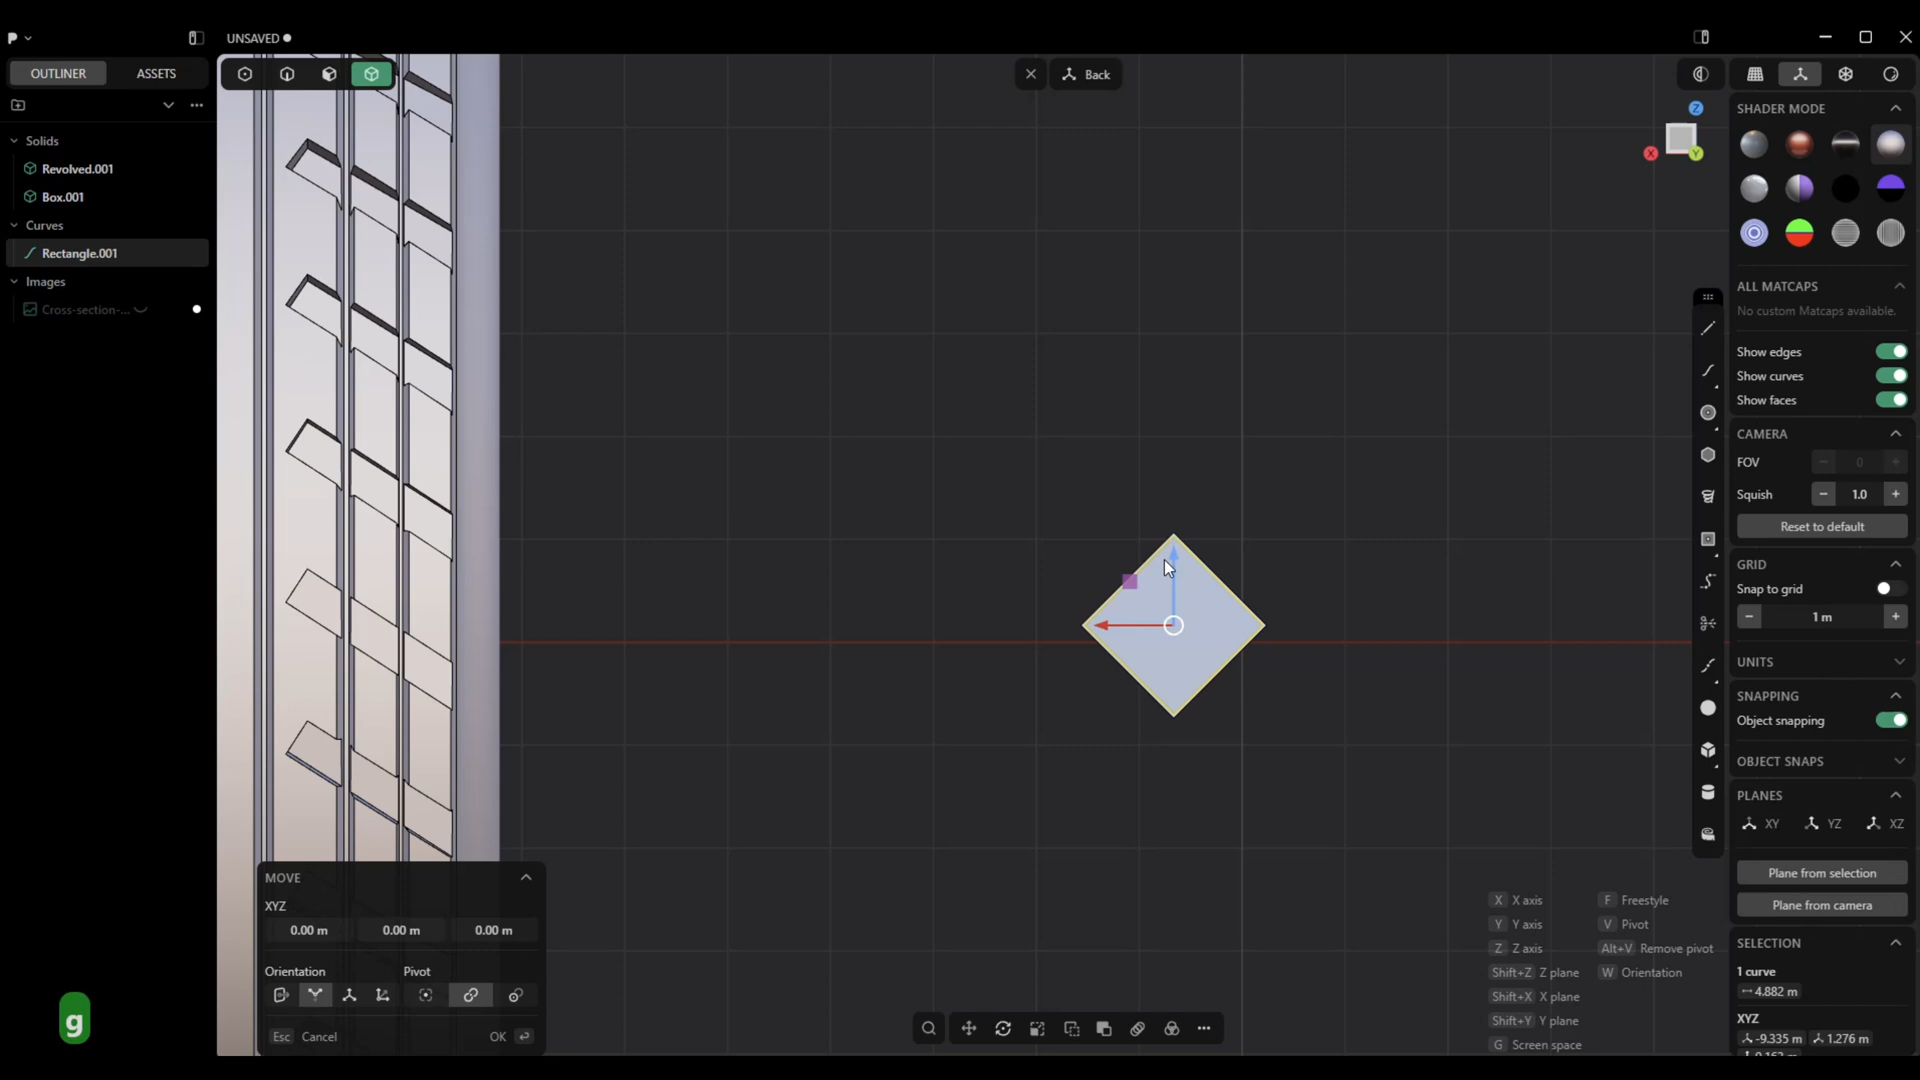 UNSAVED
OUTLINER
ASSETS
Back
Solids
Revolved.001
Box.001
Curves
Rectangle.001
Images
Cross-section-...
X
Y
Z
SHADER MODE
ALL MATCAPS
No custom Matcaps available.
Show edges
Show curves
Show faces
CAMERA
FOV
− 0 +
Squish
− 1.0 +
Reset to default
GRID
Snap to grid
− 1 m +
UNITS
SNAPPING
Object snapping
OBJECT SNAPS
PLANES
XY YZ XZ
Plane from selection
Plane from camera
SELECTION
1 curve
4.882 m
XYZ
-9.335 m 1.276 m
MOVE
XYZ
0.00 m 0.00 m 0.00 m
Orientation Pivot
Esc Cancel OK
g
X X axis F Freestyle
Y Y axis V Pivot
Z Z axis Alt+V Remove pivot
Shift+Z Z plane W Orientation
Shift+X X plane
Shift+Y Y plane
G Screen space